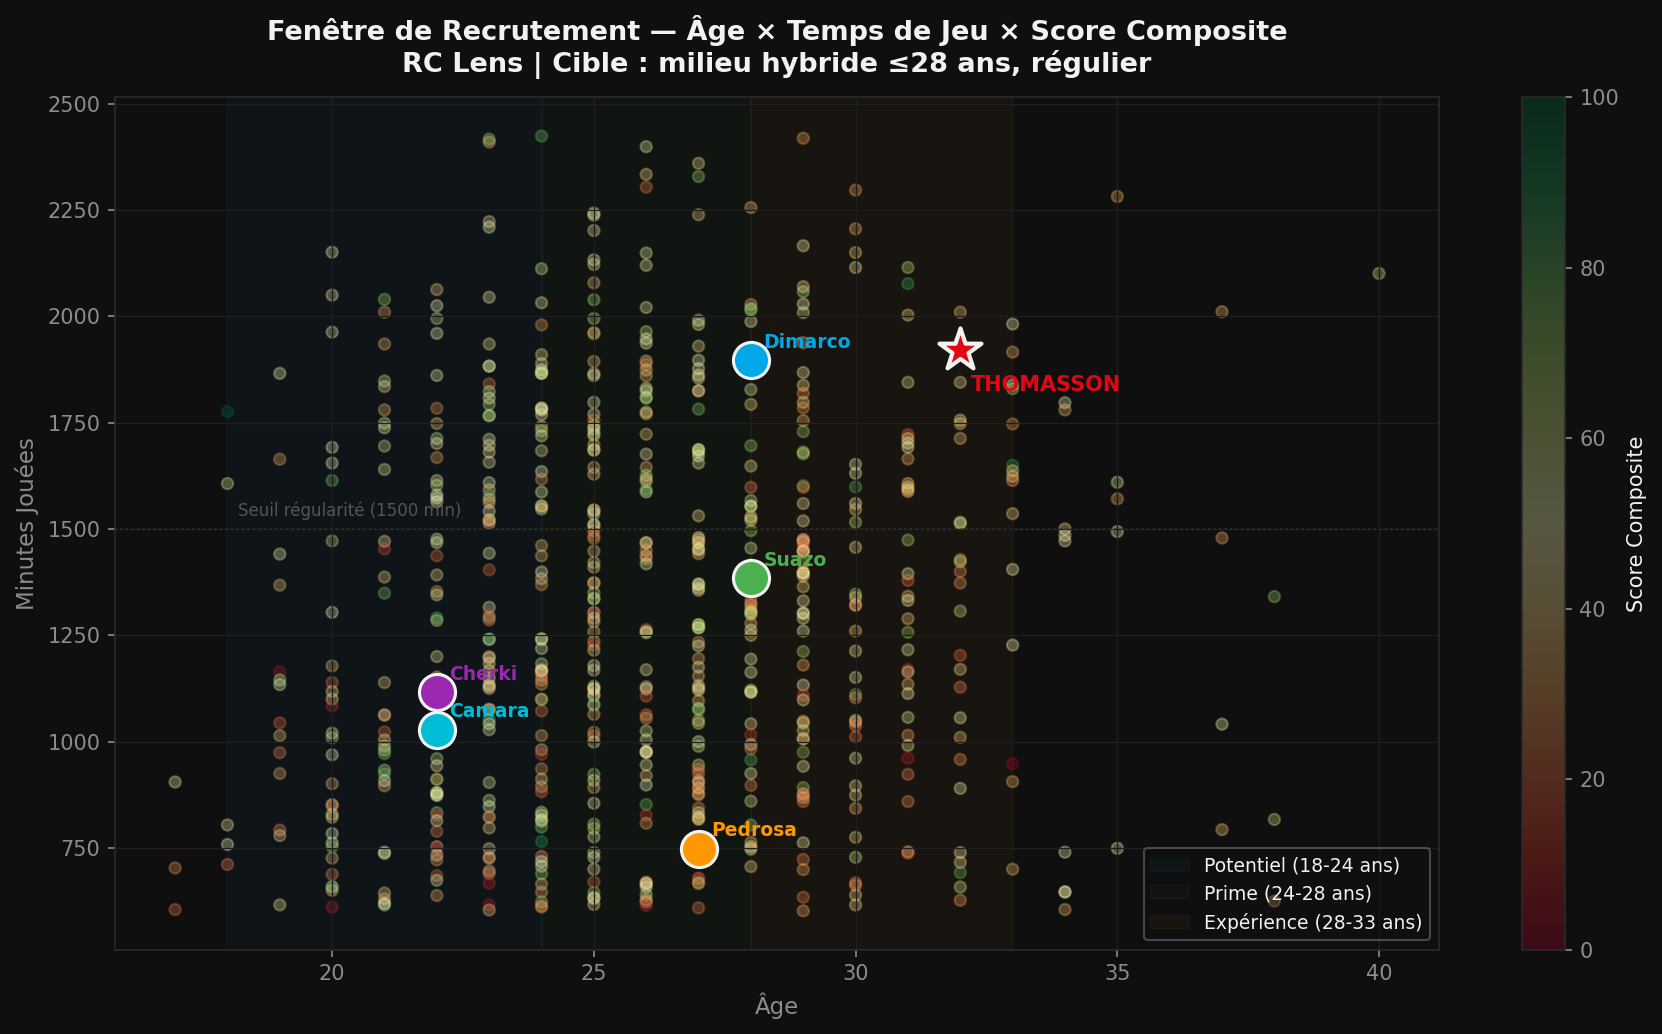 Fenêtre de Recrutement — Âge × Temps de Jeu × Score Composite
RC Lens | Cible : milieu hybride ≤28 ans, régulier
Minutes Jouées
2500
2250
2000
1750
1500
1250
1000
750
Seuil régularité (1500 min)
Dimarco
THOMASSON
Suazo
Cherki
Camara
Pedrosa
Potentiel (18-24 ans)
Prime (24-28 ans)
Expérience (28-33 ans)
20
25
30
35
40
Âge
100
80
60
40
20
0
Score Composite